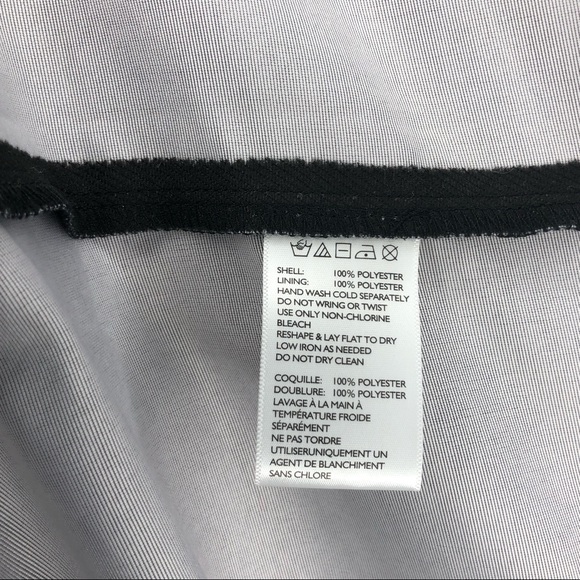 SHELL: 100% POLYESTER
LINING: 100% POLYESTER
HAND WASH COLD SEPARATELY
DO NOT WRING OR TWIST
USE ONLY NON-CHLORINE
BLEACH
RESHAPE & LAY FLAT TO DRY
LOW IRON AS NEEDED
DO NOT DRY CLEAN
COQUILLE: 100% POLYESTER
DOUBLURE: 100% POLYESTER
LAVAGE À LA MAIN À
TEMPÉRATURE FROIDE
SÉPARÉMENT
NE PAS TORDRE
UTILISERUNIQUEMENT UN
AGENT DE BLANCHIMENT
SANS CHLORE